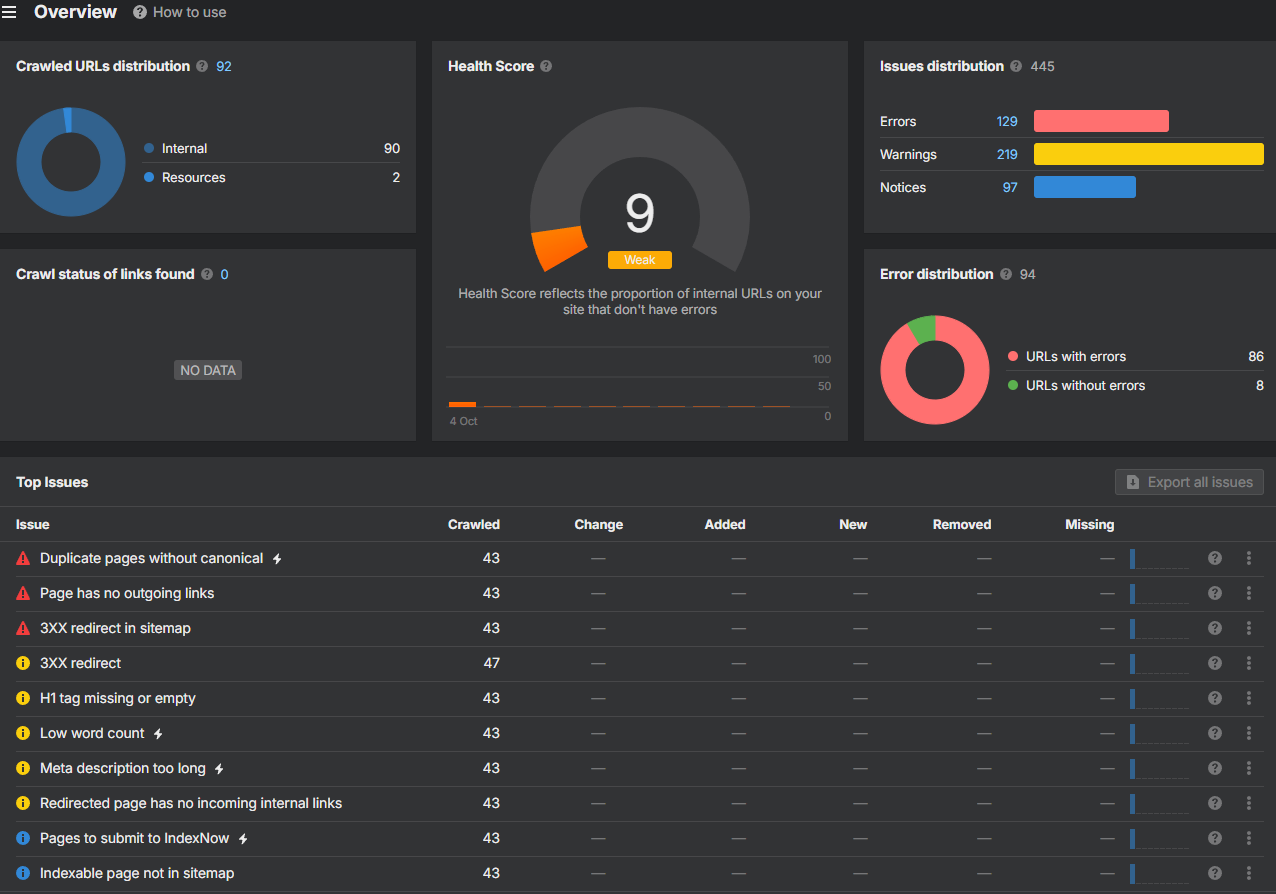 Overview How to use
Crawled URLs distribution 92
Internal 90
Resources 2
Crawl status of links found 0
NO DATA
Health Score
9
Weak
Health Score reflects the proportion of internal URLs on your
site that don't have errors
100
50
0
4 Oct
Issues distribution 445
Errors 129
Warnings 219
Notices 97
Error distribution 94
URLs with errors 86
URLs without errors 8
Top Issues Export all issues
Issue Crawled Change Added New Removed Missing
Duplicate pages without canonical 43 — — — — —
Page has no outgoing links 43 — — — — —
3XX redirect in sitemap 43 — — — — —
3XX redirect 47 — — — — —
H1 tag missing or empty 43 — — — — —
Low word count 43 — — — — —
Meta description too long 43 — — — — —
Redirected page has no incoming internal links 43 — — — — —
Pages to submit to IndexNow 43 — — — — —
Indexable page not in sitemap 43 — — — — —